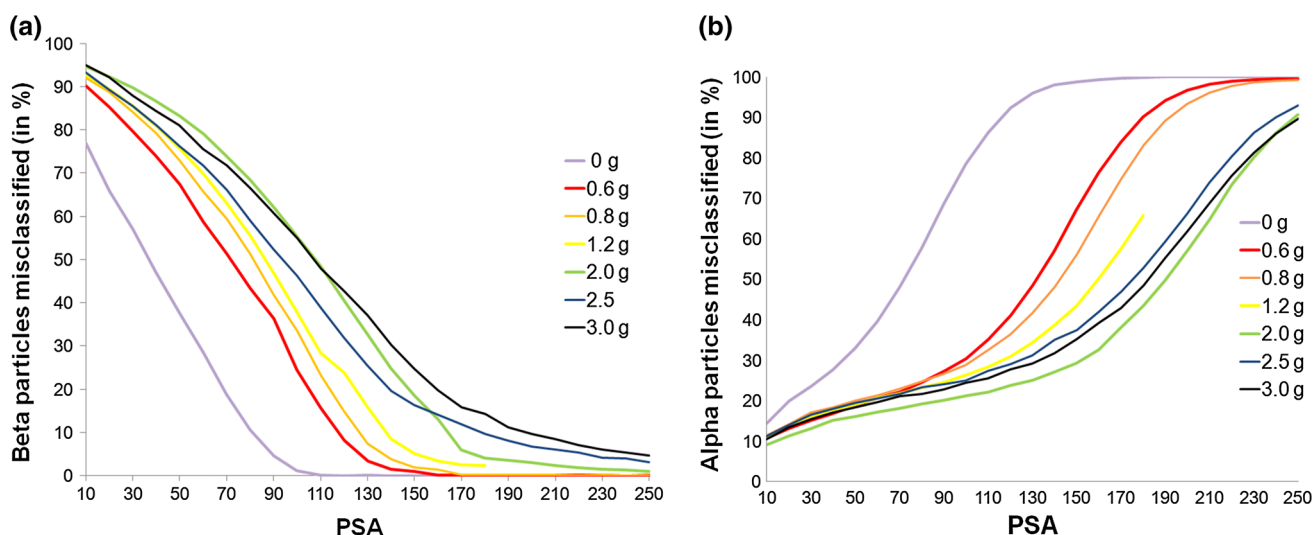 (a)
Beta particles misclassified (in %)
100
90
80
70
60
50
40
30
20
10
0
10 30 50 70 90 110 130 150 170 190 210 230 250
PSA
0 g
0.6 g
0.8 g
1.2 g
2.0 g
2.5
3.0 g
(b)
Alpha particles misclassified (in %)
100
90
80
70
60
50
40
30
20
10
0
10 30 50 70 90 110 130 150 170 190 210 230 250
PSA
0 g
0.6 g
0.8 g
1.2 g
2.0 g
2.5 g
3.0 g